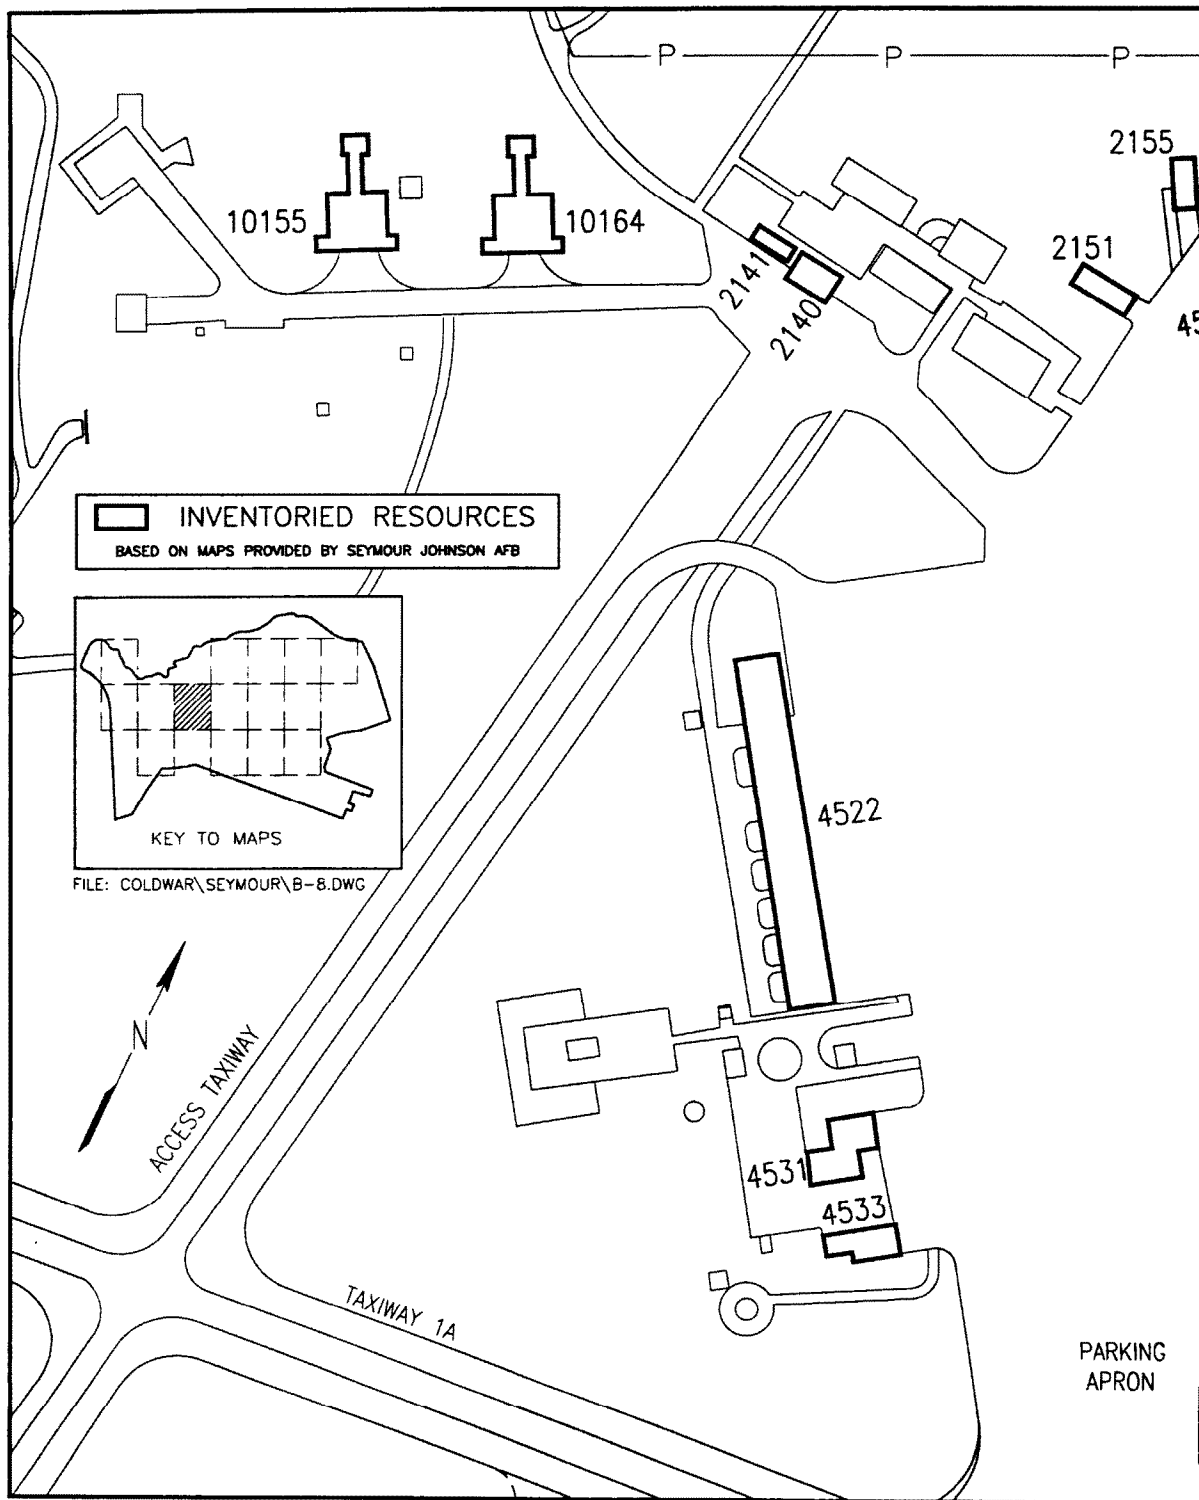 P P P
2155
10155
10164
2151
2141
2140
45
INVENTORIED RESOURCES
BASED ON MAPS PROVIDED BY SEYMOUR JOHNSON AFB
KEY TO MAPS
FILE: COLDWAR\SEYMOUR\B-8.DWG
4522
N
ACCESS TAXIWAY
4531
4533
TAXIWAY 1A
PARKING
APRON